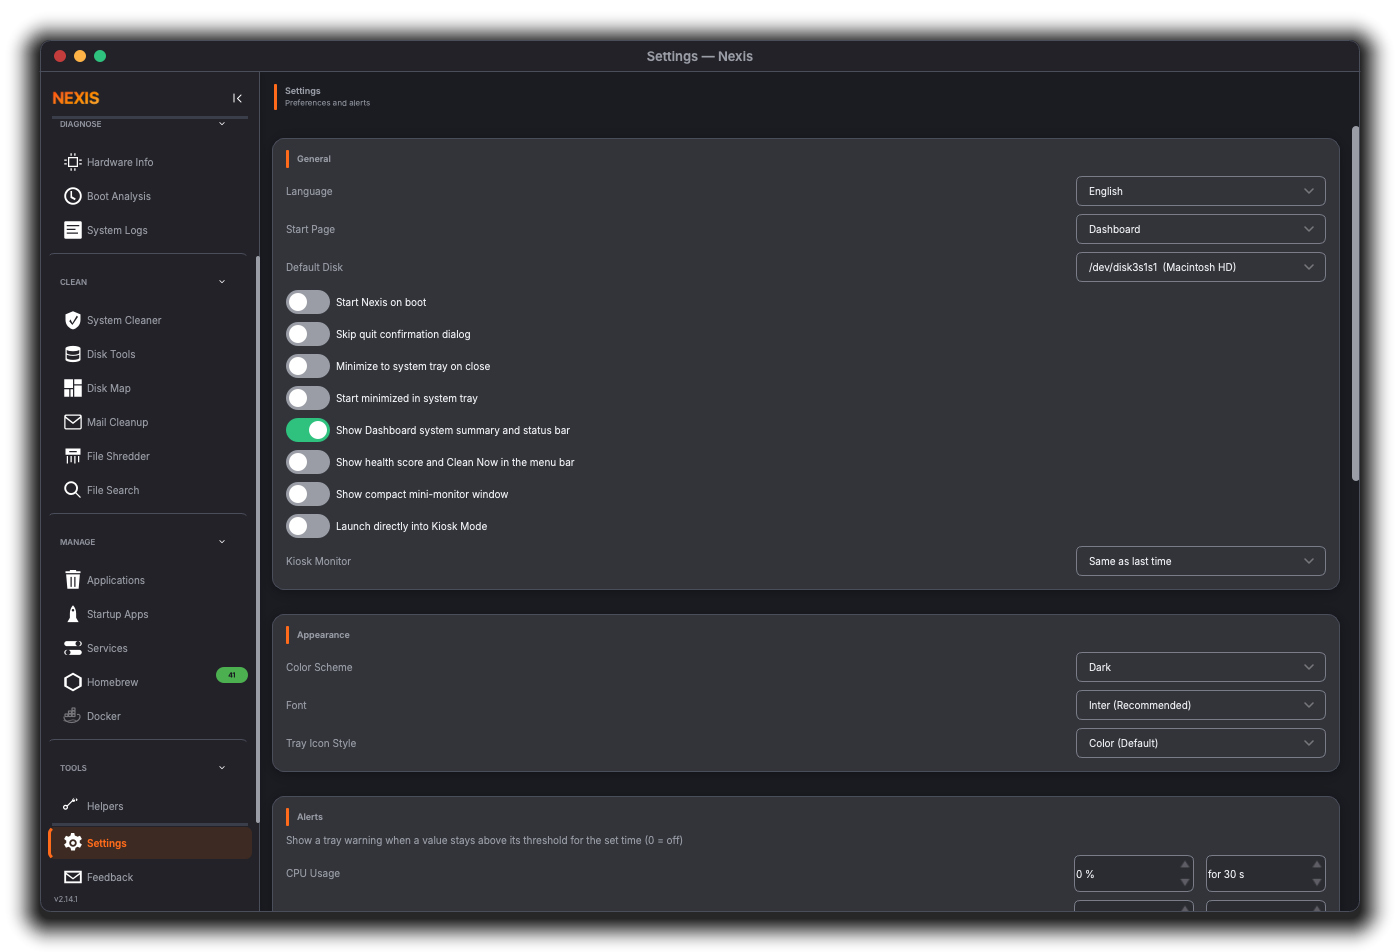 Settings — Nexis
NEXIS
DIAGNOSE
Hardware Info
Boot Analysis
System Logs
CLEAN
System Cleaner
Disk Tools
Disk Map
Mail Cleanup
File Shredder
File Search
MANAGE
Applications
Startup Apps
Services
Homebrew 41
Docker
TOOLS
Helpers
Settings
Feedback
v2.14.1
Settings
Preferences and alerts
General
Language English
Start Page Dashboard
Default Disk /dev/disk3s1s1 (Macintosh HD)
Start Nexis on boot
Skip quit confirmation dialog
Minimize to system tray on close
Start minimized in system tray
Show Dashboard system summary and status bar
Show health score and Clean Now in the menu bar
Show compact mini-monitor window
Launch directly into Kiosk Mode
Kiosk Monitor Same as last time
Appearance
Color Scheme Dark
Font Inter (Recommended)
Tray Icon Style Color (Default)
Alerts
Show a tray warning when a value stays above its threshold for the set time (0 = off)
CPU Usage 0 % for 30 s